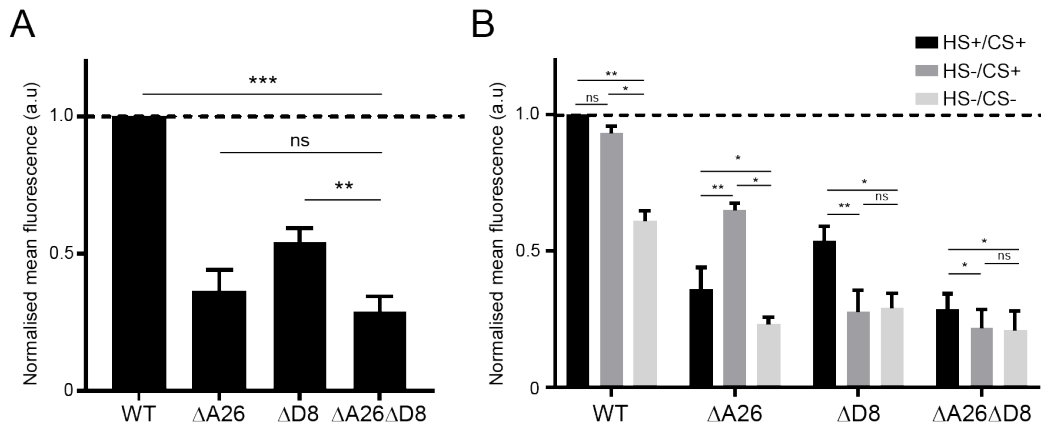 A
Normalised mean fluorescence (a.u)
1.0
0.5
0
***
ns
**
WT ΔA26 ΔD8 ΔA26ΔD8
B
HS+/CS+
HS-/CS+
HS-/CS-
Normalised mean fluorescence (a.u)
1.0
0.5
0
**
ns *
*
** *
*
** ns
*
* ns
WT ΔA26 ΔD8 ΔA26ΔD8